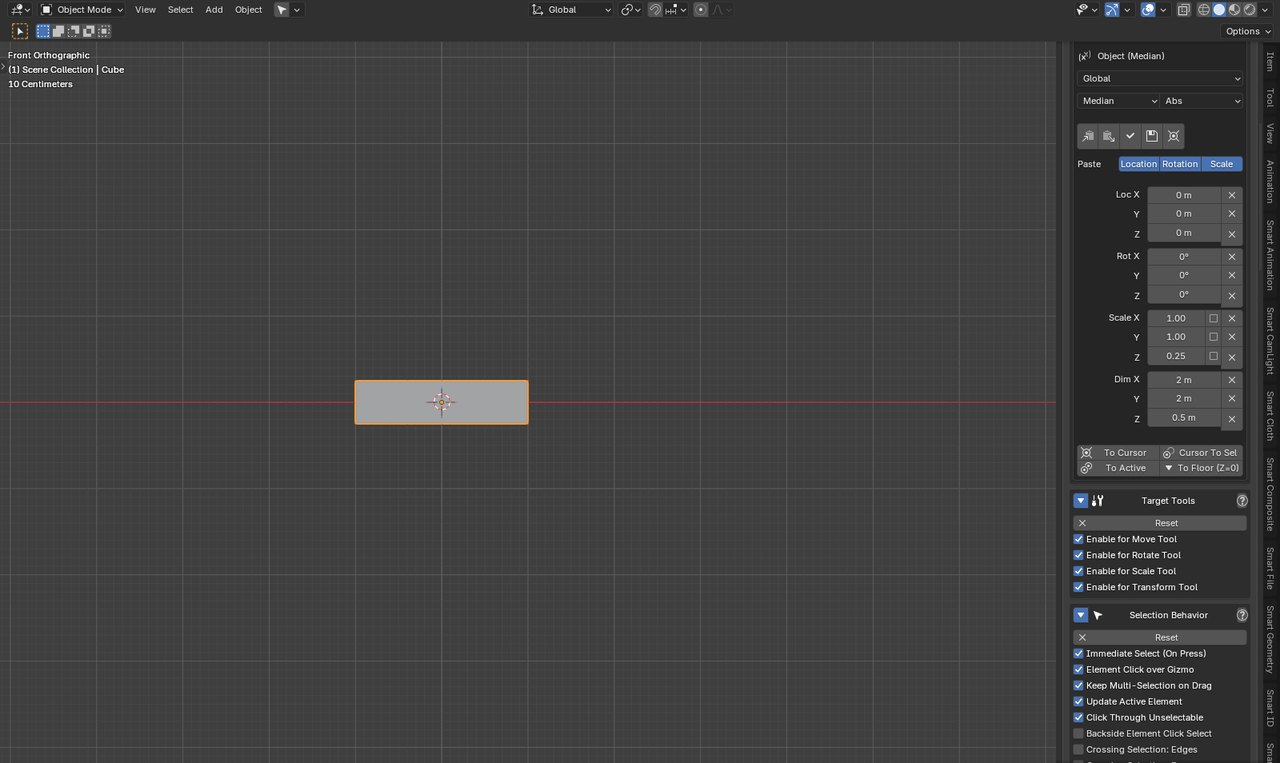 Object Mode View Select Add Object Global
Options
Front Orthographic
(1) Scene Collection | Cube
10 Centimeters
Object (Median)
Global
Median Abs
Paste Location Rotation Scale
Loc X 0 m
Y 0 m
Z 0 m
Rot X 0°
Y 0°
Z 0°
Scale X 1.00
Y 1.00
Z 0.25
Dim X 2 m
Y 2 m
Z 0.5 m
To Cursor Cursor To Sel
To Active To Floor (Z=0)
Target Tools
Reset
Enable for Move Tool
Enable for Rotate Tool
Enable for Scale Tool
Enable for Transform Tool
Selection Behavior
Reset
Immediate Select (On Press)
Element Click over Gizmo
Keep Multi-Selection on Drag
Update Active Element
Click Through Unselectable
Backside Element Click Select
Crossing Selection: Edges
Item
Tool
View
Animation
Smart Animation
Smart CamLight
Smart Cloth
Smart Composite
Smart File
Smart Geometry
Smart ID